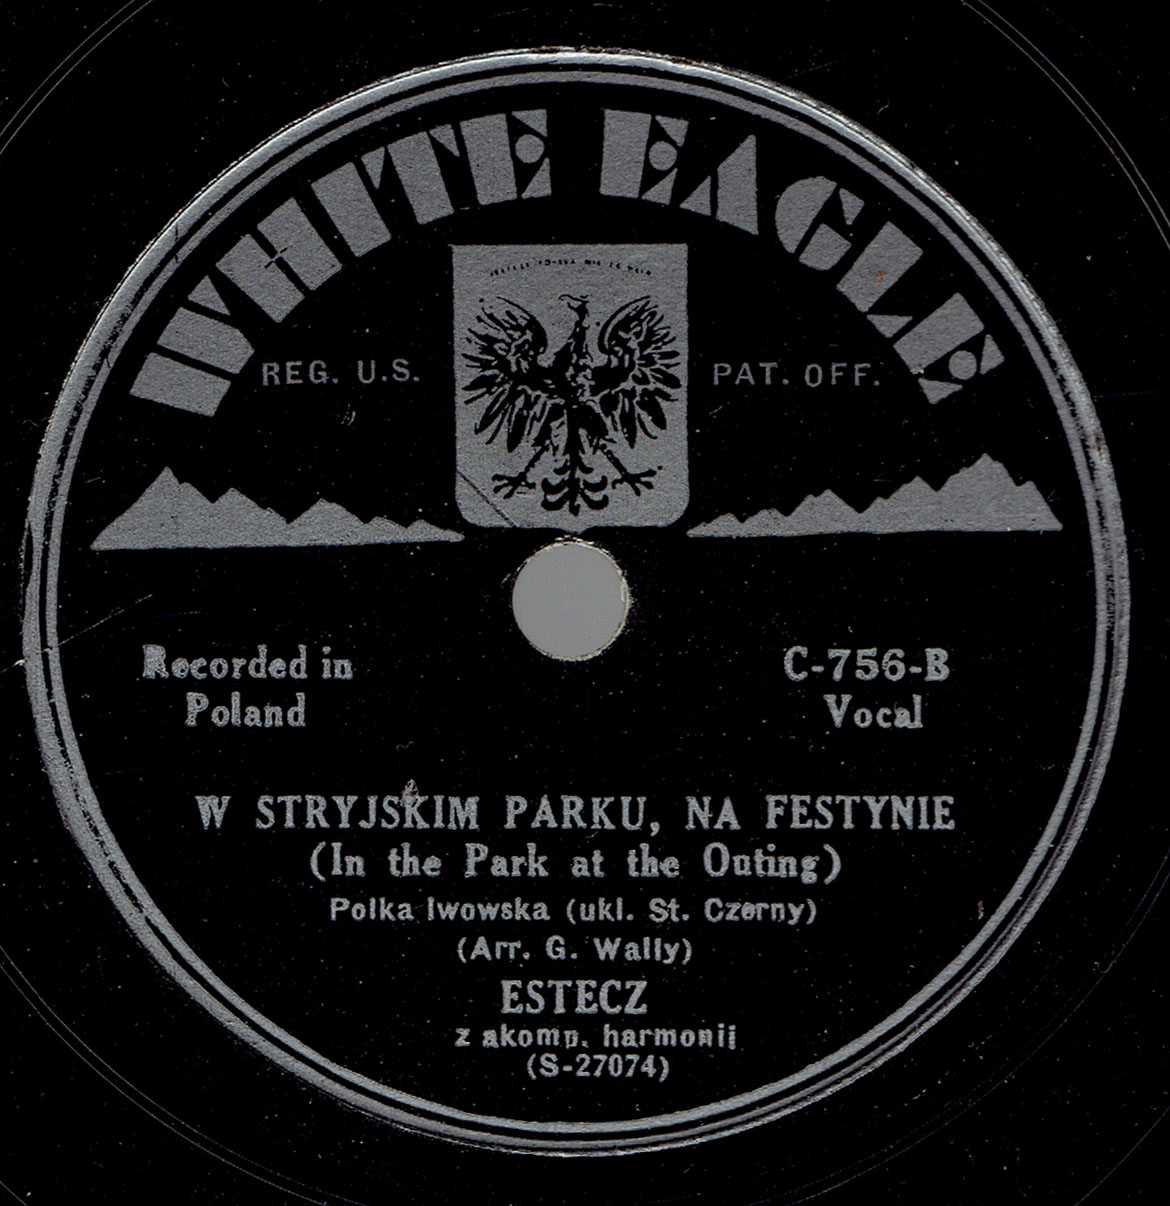 WHITE EAGLE
REG. U.S. PAT. OFF.
Recorded in
Poland
C-756-B
Vocal
W STRYJSKIM PARKU, NA FESTYNIE
(In the Park at the Outing)
Polka lwowska (ukl. St. Czerny)
(Arr. G. Wally)
ESTECZ
z akomp. harmonij
(S-27074)